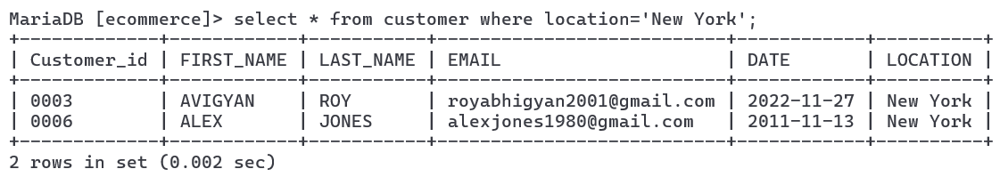 MariaDB [ecommerce]> select * from customer where location='New York';
+--------------+------------+-----------+----------------------------+------------+----------+
| Customer_id | FIRST_NAME | LAST_NAME | EMAIL                      | DATE       | LOCATION |
+--------------+------------+-----------+----------------------------+------------+----------+
| 0003        | AVIGYAN    | ROY       | royabhigyan2001@gmail.com | 2022-11-27 | New York |
| 0006        | ALEX       | JONES     | alexjones1980@gmail.com   | 2011-11-13 | New York |
+--------------+------------+-----------+----------------------------+------------+----------+
2 rows in set (0.002 sec)